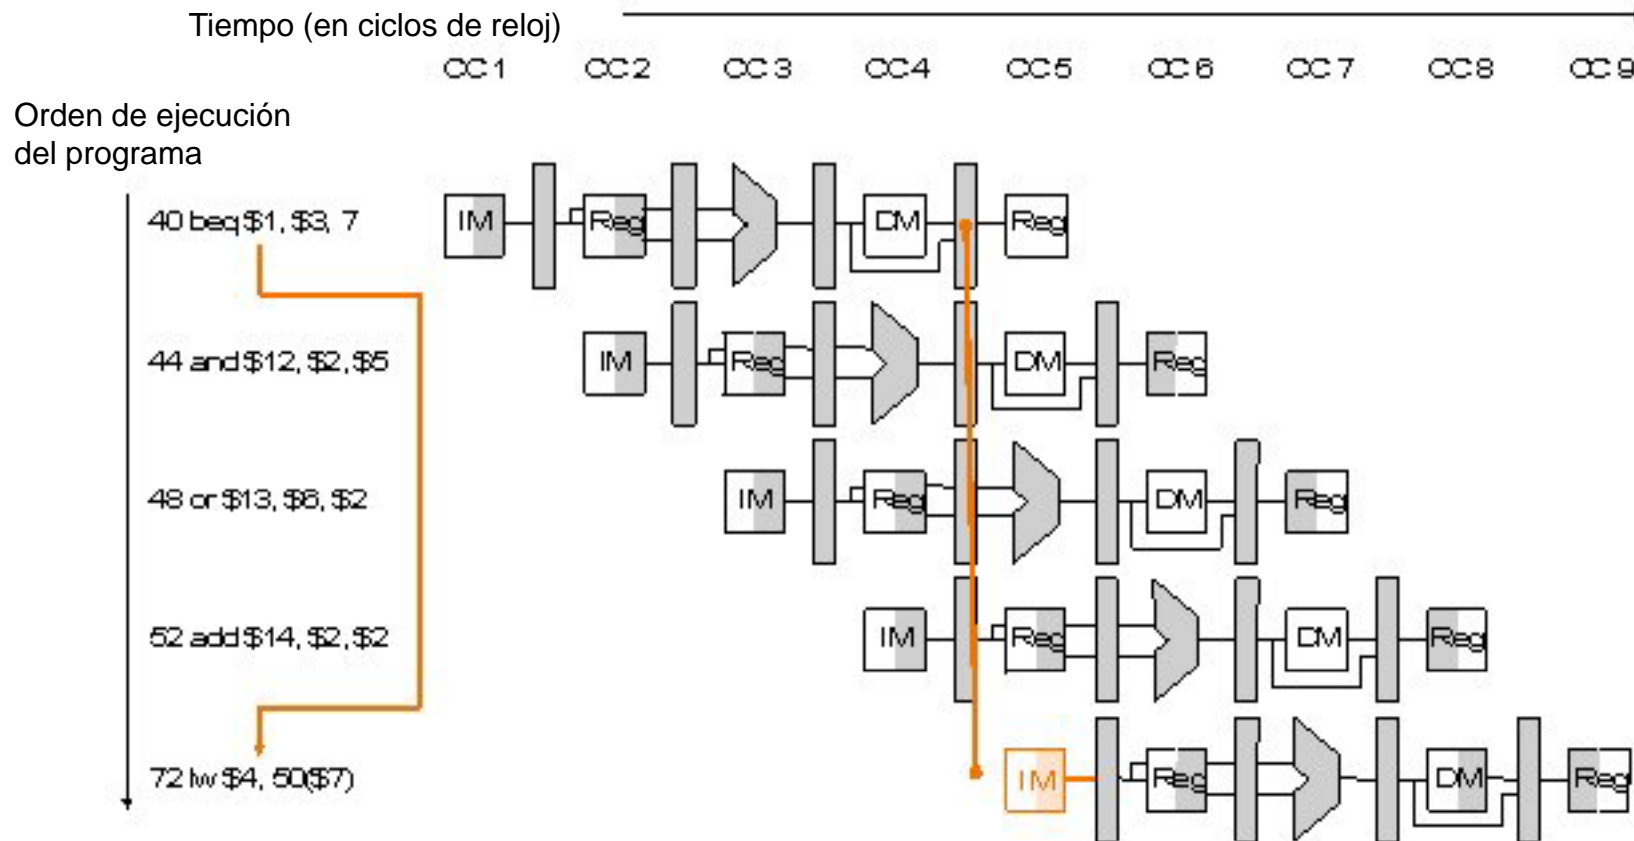 Tiempo (en ciclos de reloj)
CC 1 CC 2 CC 3 CC 4 CC 5 CC 6 CC 7 CC 8 CC 9
Orden de ejecución
del programa
40 beq $1, $3, 7
IM Reg DM Reg
44 and $12, $2, $5
IM Reg DM Reg
48 or $13, $6, $2
IM Reg DM Reg
52 add $14, $2, $2
IM Reg DM Reg
72 lw $4, 50($7)
IM Reg DM Reg